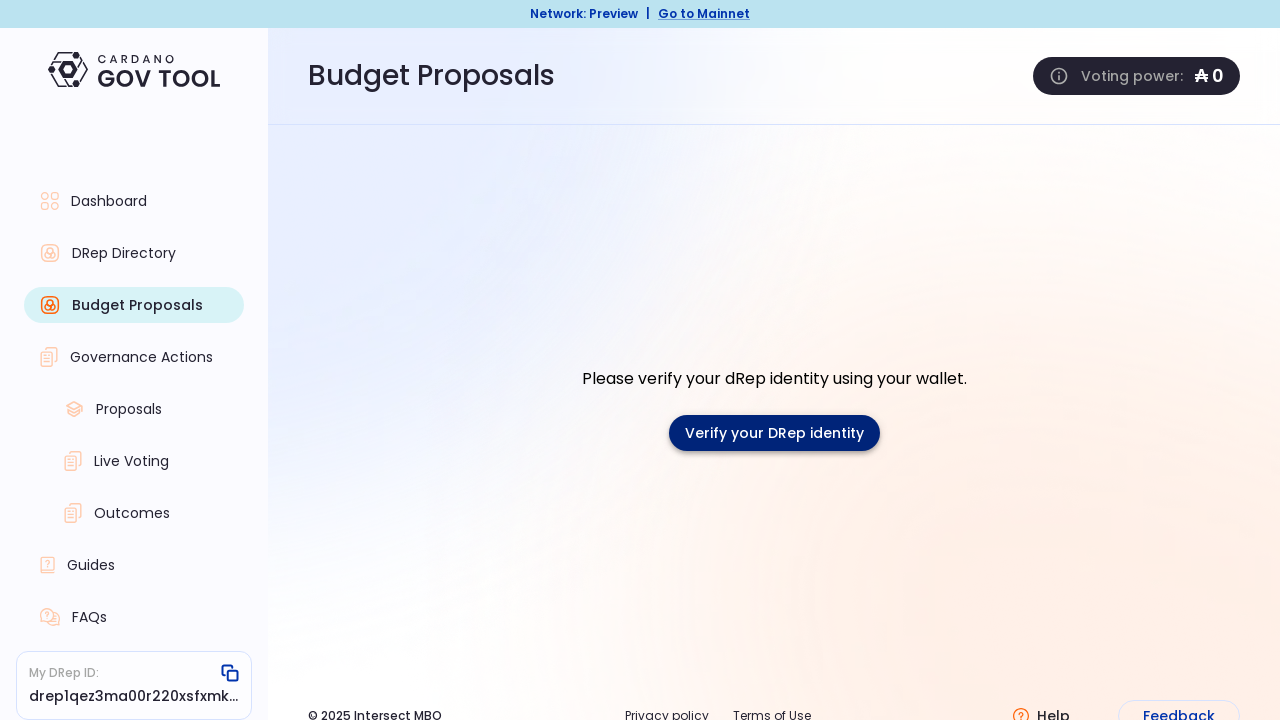 Network: Preview | Go to Mainnet
CARDANO
GOV TOOL
Budget Proposals
Voting power: ₳ 0
Dashboard
DRep Directory
Budget Proposals
Governance Actions
Proposals
Live Voting
Outcomes
Guides
FAQs
My DRep ID:
drep1qez3ma00r220xsfxmk...
Please verify your dRep identity using your wallet.
Verify your DRep identity
© 2025 Intersect MBO
Privacy policy
Terms of Use
Help
Feedback